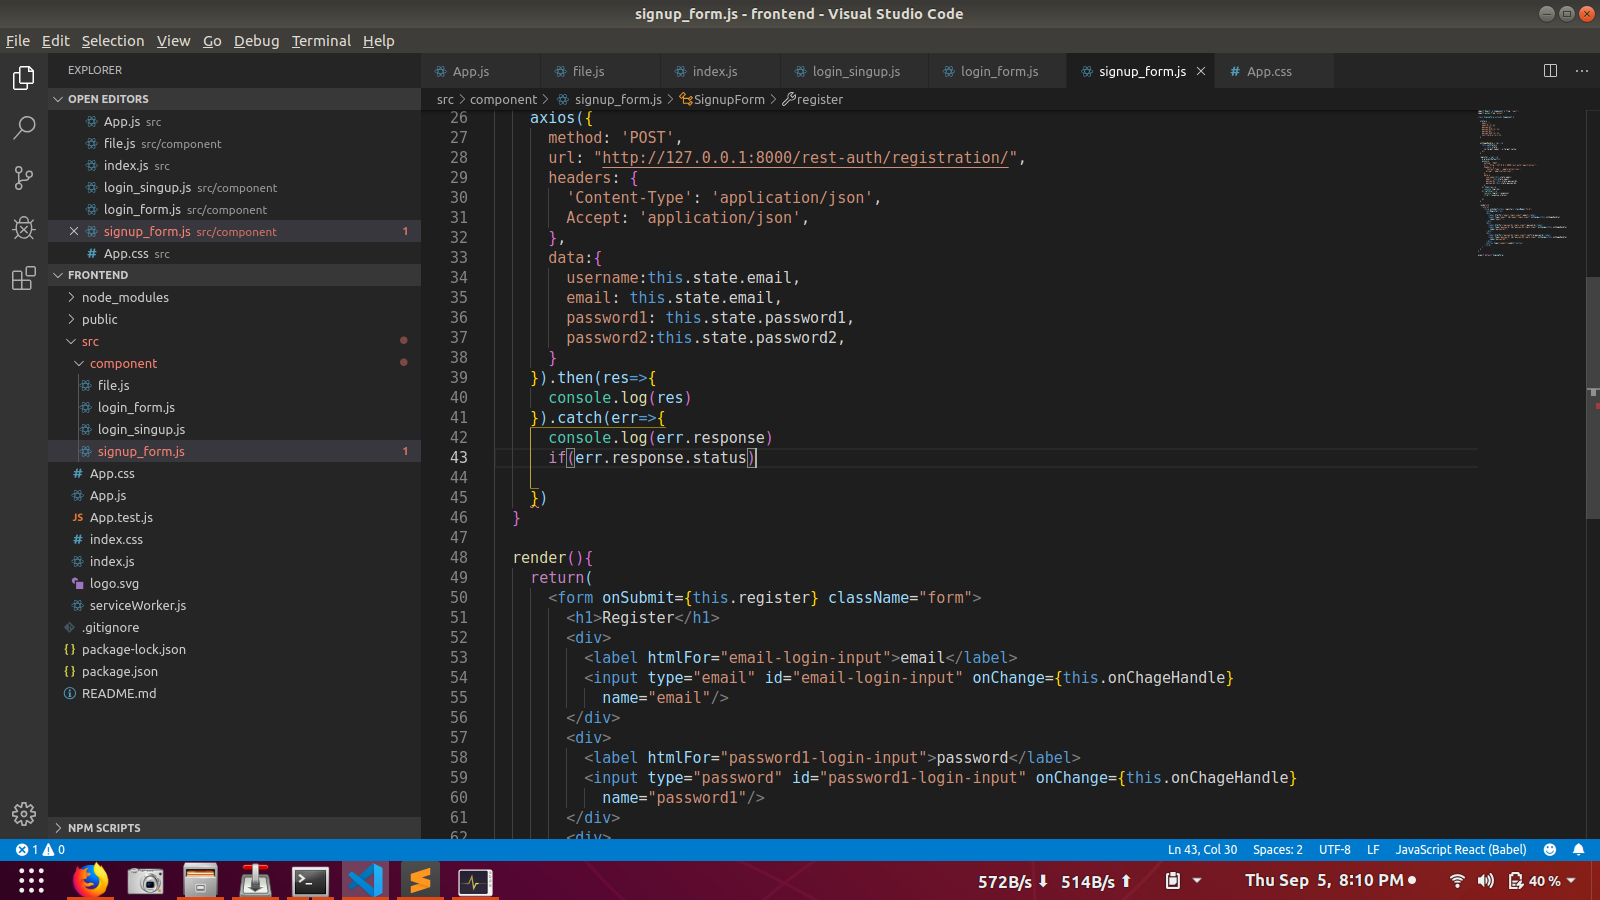 signup_form.js - frontend - Visual Studio Code
File Edit Selection View Go Debug Terminal Help
EXPLORER
OPEN EDITORS
App.js src
file.js src/component
index.js src
login_singup.js src/component
login_form.js src/component
signup_form.js src/component 1
App.css src
FRONTEND
node_modules
public
src
component
file.js
login_form.js
login_singup.js
signup_form.js 1
App.css
App.js
App.test.js
index.css
index.js
logo.svg
serviceWorker.js
.gitignore
package-lock.json
package.json
README.md
NPM SCRIPTS
App.js file.js index.js login_singup.js login_form.js signup_form.js App.css
src > component > signup_form.js > SignupForm > register
26 axios({
27 method: 'POST',
28 url: "http://127.0.0.1:8000/rest-auth/registration/",
29 headers: {
30 'Content-Type': 'application/json',
31 Accept: 'application/json',
32 },
33 data:{
34 username:this.state.email,
35 email: this.state.email,
36 password1: this.state.password1,
37 password2:this.state.password2,
38 }
39 }).then(res=>{
40 console.log(res)
41 }).catch(err=>{
42 console.log(err.response)
43 if(err.response.status)
44
45 })
46 }
47
48 render(){
49 return(
50 <form onSubmit={this.register} className="form">
51 <h1>Register</h1>
52 <div>
53 <label htmlFor="email-login-input">email</label>
54 <input type="email" id="email-login-input" onChange={this.onChageHandle}
55 name="email"/>
56 </div>
57 <div>
58 <label htmlFor="password1-login-input">password</label>
59 <input type="password" id="password1-login-input" onChange={this.onChageHandle}
60 name="password1"/>
61 </div>
62 <div>
1 0 Ln 43, Col 30 Spaces: 2 UTF-8 LF JavaScript React (Babel)
572B/s 514B/s Thu Sep 5, 8:10 PM 40 %